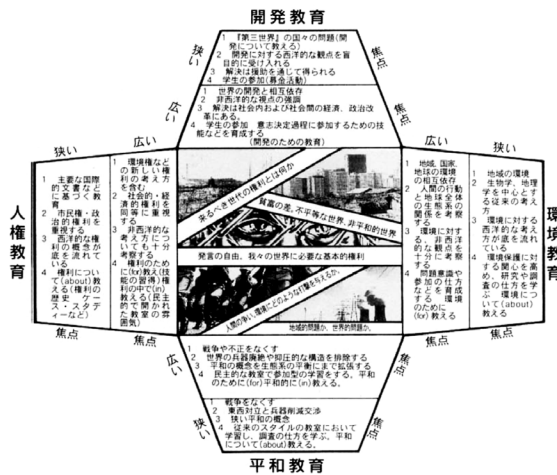 開発教育
狭い
焦点
1 『第三世界』の国々の問題(開
発について教える)
2 開発に対する西洋的な観点を盲
目的に受け入れる
3 解決は援助を通じて得られる
4 学生の参加(募金活動)
広い
焦点
1 世界の開発と相互依存
2 非西洋的な視点の強調
3 解決は社会内および社会間の経済、政治改
革にある。
4 学生の参加 意志決定過程に参加するための技
能などを育成する
(開発のための教育)
人権教育
狭い
1 主要な国際
的文書などに
基づく教
育
2 市民権・政
治的権利を
重視する
3 西洋的な権
利の概念が
底を流れて
いる
4 権利につい
て(about)教
える(権利の
歴史 ケー
ス・スタデ
ィーなど)
焦点
広い
1 環境権など
の新しい権
利の考え方
を含む
2 社会的・経
済的権利を
同等に重視
する
3 非西洋的な
考え方につ
いても十分
考察する
4 権利のため
に(for)教え(技
能の習得)権
利の中で(in)
教える(民主
的で開かれ
た教室の雰
囲気)
焦点
来るべき世代の権利とは何か
貧富の差、不平等な世界、非平和的世界
発言の自由、我々の世界に必要な基本的権利
人間の争い、環境にどのような打撃を与えるか、
地域的問題か、世界的問題か、
広い
1 地域、国家、
地球の環境
の相互依存
2 人間の行動
と地球全体
の生態系の
関係を考察
する
3 環境に対す
る、非西洋
的な観点を
十分に考察
する
4 問題意識や
参加の仕方
などを育成
する 環境
のために
(for)教える
焦点
狭い
1 地域の環境
2 生物学、地理
学を中心とす
る従来の考え
方
3 環境に対する
西洋的な考え
方が底を流れ
ている
4 環境保護に対
する関心を高
め、研究や調
査の仕方を学
ぶ 環境につ
いて(about)
教える
焦点
環境教育
広い
焦点
1 戦争や不正をなくす
2 世界の兵器廃絶や抑圧的な構造を排除する
3 平和の概念を生態系の平衡にまで拡張する
4 民主的な教室で参加型の学習をする。平和
のために(for)平和的に(in)教える。
狭い
焦点
1 戦争をなくす
2 東西対立と兵器削減交渉
3 狭い平和の概念
4 従来のスタイルの教室において
学習し、調査の仕方を学ぶ、平和
について(about)教える。
平和教育